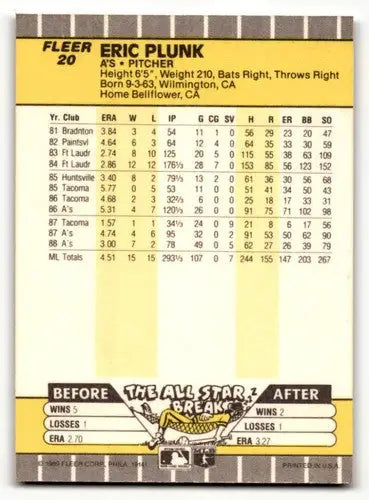 FLEER
20
ERIC PLUNK
A'S • PITCHER
Height 6'5", Weight 210, Bats Right, Throws Right
Born 9-3-63, Wilmington, CA
Home Bellflower, CA
Yr. Club ERA W L IP G CG SV H R ER BB SO
81 Bradnton 3.84 3 4 54 11 1 0 56 29 23 20 47
82 Paintsvl 4.64 6 3 64 12 4 0 64 35 33 30 59
83 Ft Laudr 2.74 8 10 125 20 5 0 115 55 38 63 109
84 Ft Laudr 2.86 12 12 176⅓ 28 7 0 153 85 56 123 152
85 Huntsville 3.40 8 2 79⅓ 13 2 0 61 36 30 56 68
85 Tacoma 5.77 0 5 53 11 0 0 51 41 34 50 43
86 Tacoma 4.68 2 3 32⅔ 6 0 0 25 18 17 33 31
86 A's 5.31 4 7 120⅓ 26 0 0 91 75 71 102 98
87 Tacoma 1.57 1 1 34⅓ 24 0 9 21 8 6 17 56
87 A's 4.74 4 6 95 32 0 2 91 53 50 62 90
88 A's 3.00 7 2 78 49 0 5 62 27 26 39 79
ML Totals 4.51 15 15 293⅓ 107 0 7 244 155 147 203 267
BEFORE THE ALL STAR BREAK AFTER
WINS 5
LOSSES 1
ERA 2.70
WINS 2
LOSSES 1
ERA 3.27
© 1989 FLEER CORP. PHILA. 19141
PRINTED IN U.S.A.